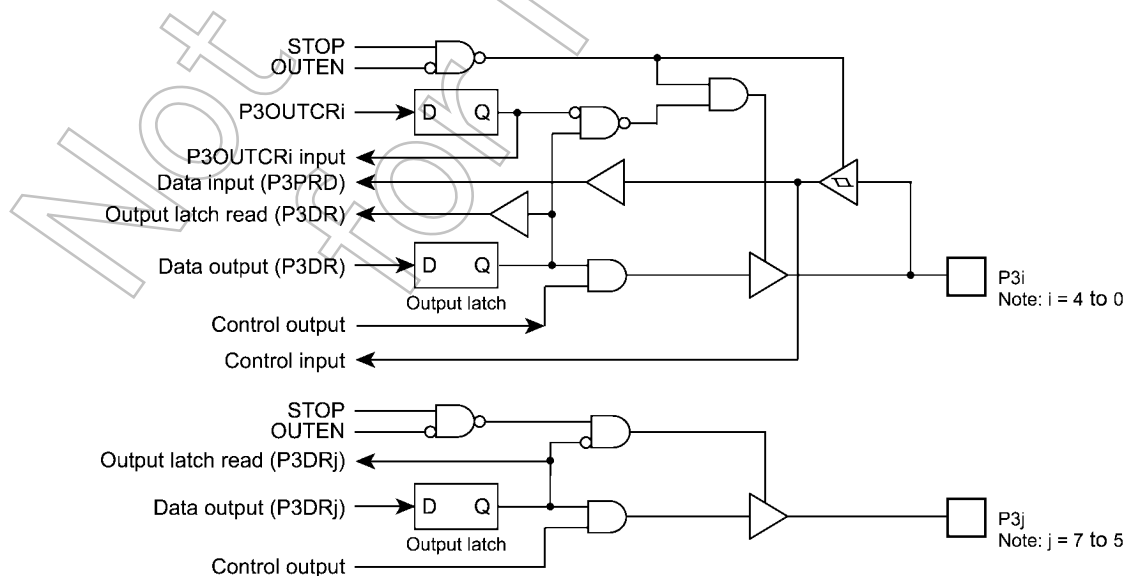 Not
for
STOP
OUTEN
P3OUTCRi
D Q
P3OUTCRi input
Data input (P3PRD)
Output latch read (P3DR)
Data output (P3DR)
D Q
Output latch
P3i
Note: i = 4 to 0
Control output
Control input
STOP
OUTEN
Output latch read (P3DRj)
Data output (P3DRj)
D Q
Output latch
P3j
Note: j = 7 to 5
Control output